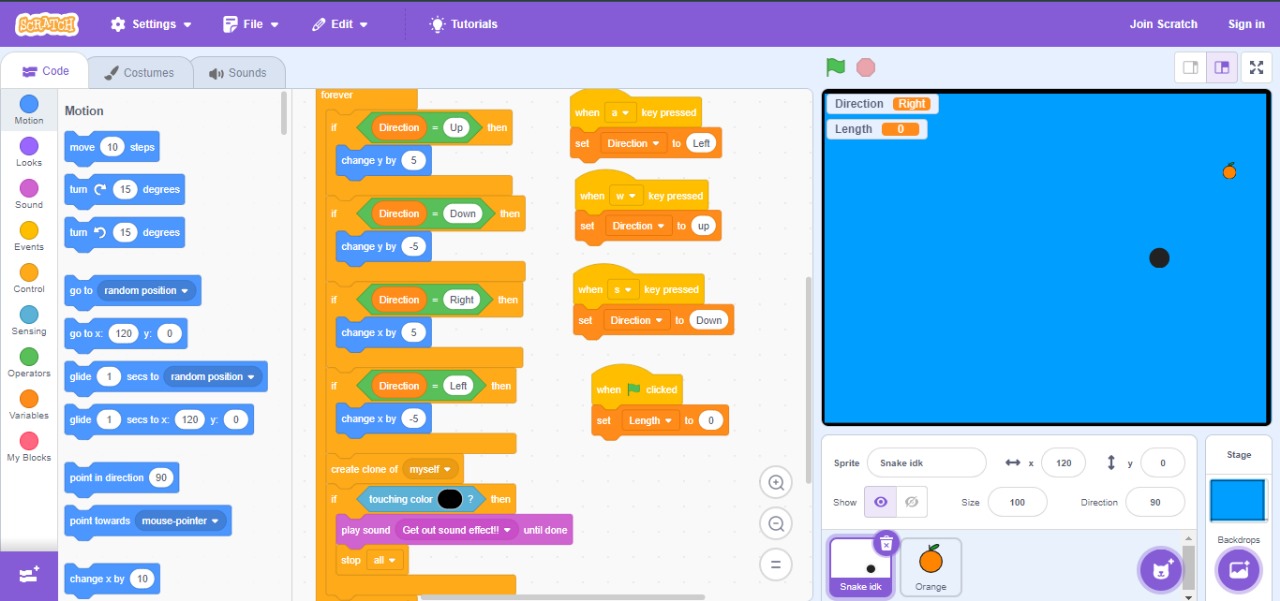 SCRATCH Settings File Edit Tutorials Join Scratch Sign in
Code Costumes Sounds
Motion
Looks
Sound
Events
Control
Sensing
Operators
Variables
My Blocks
Motion
move 10 steps
turn 15 degrees
turn 15 degrees
go to random position
go to x: 120 y: 0
glide 1 secs to random position
glide 1 secs to x: 120 y: 0
point in direction 90
point towards mouse-pointer
change x by 10
forever
if Direction = Up then
change y by 5
if Direction = Down then
change y by -5
if Direction = Right then
change x by 5
if Direction = Left then
change x by -5
create clone of myself
if touching color ? then
play sound Get out sound effect!! until done
stop all
when a key pressed
set Direction to Left
when w key pressed
set Direction to up
when s key pressed
set Direction to Down
when clicked
set Length to 0
Direction Right
Length 0
Sprite Snake idk x 120 y 0
Show Size 100 Direction 90
Snake idk
Orange
Stage
Backdrops